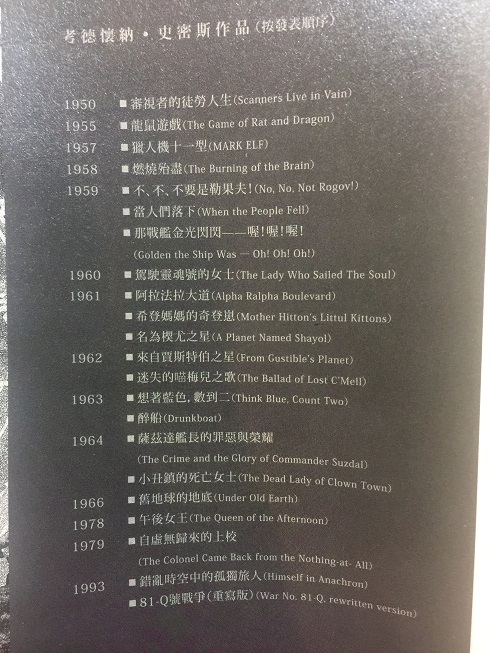 考德懷納・史密斯作品(按發表順序)
1950 ■審視者的徒勞人生(Scanners Live in Vain)
1955 ■龍鼠遊戲(The Game of Rat and Dragon)
1957 ■獵人機十一型(MARK ELF)
1958 ■燃燒殆盡(The Burning of the Brain)
1959 ■不、不、不要是勒果夫!(No, No, Not Rogov!)
■當人們落下(When the People Fell)
■那戰艦金光閃閃——喔!喔!喔!
(Golden the Ship Was — Oh! Oh! Oh!)
1960 ■駕駛靈魂號的女士(The Lady Who Sailed The Soul)
1961 ■阿拉法拉大道(Alpha Ralpha Boulevard)
■希登媽媽的奇登崽(Mother Hitton's Littul Kittons)
■名為楔尤之星(A Planet Named Shayol)
1962 ■來自賈斯特伯之星(From Gustible's Planet)
■迷失的喵梅兒之歌(The Ballad of Lost C'Mell)
1963 ■想著藍色,數到二(Think Blue, Count Two)
■醉船(Drunkboat)
1964 ■薩茲達艦長的罪惡與榮耀
(The Crime and the Glory of Commander Suzdal)
■小丑鎮的死亡女士(The Dead Lady of Clown Town)
1966 ■舊地球的地底(Under Old Earth)
1978 ■午後女王(The Queen of the Afternoon)
1979 ■自虛無歸來的上校
(The Colonel Came Back from the Nothing-at- All)
1993 ■錯亂時空中的孤獨旅人(Himself in Anachron)
■81-Q號戰爭(重寫版)(War No. 81-Q. rewritten version)